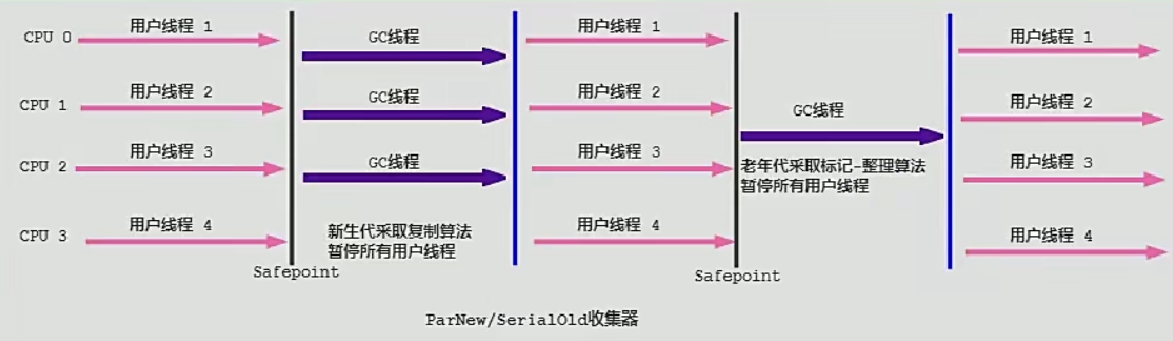 CPU 0 用户线程 1 GC线程 用户线程 1 用户线程 1
CPU 1 用户线程 2 GC线程 用户线程 2 GC线程 用户线程 2
CPU 2 用户线程 3 GC线程 用户线程 3 用户线程 3
老年代采取标记-整理算法
暂停所有用户线程
CPU 3 用户线程 4 用户线程 4 用户线程 4
新生代采取复制算法
暂停所有用户线程
Safepoint Safepoint
ParNew/SerialOld收集器